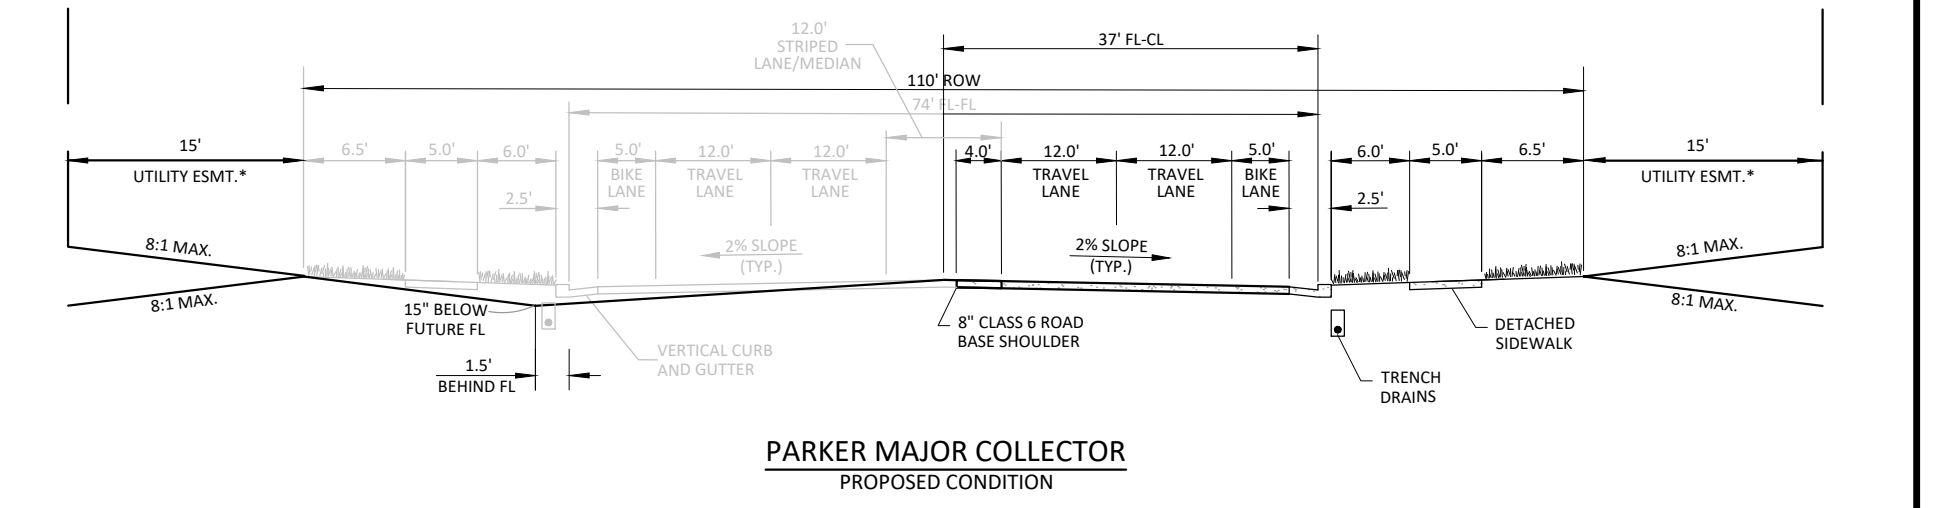 12.0'
STRIPED
LANE/MEDIAN
37' FL-CL
110' ROW
74' FL-FL
15'
UTILITY ESMT.*
6.5'
5.0'
6.0'
2.5'
5.0'
BIKE
LANE
12.0'
TRAVEL
LANE
12.0'
TRAVEL
LANE
4.0'
12.0'
TRAVEL
LANE
12.0'
TRAVEL
LANE
5.0'
BIKE
LANE
6.0'
5.0'
6.5'
2.5'
15'
UTILITY ESMT.*
8:1 MAX.
8:1 MAX.
2% SLOPE
(TYP.)
2% SLOPE
(TYP.)
8:1 MAX.
8:1 MAX.
15" BELOW
FUTURE FL
1.5'
BEHIND FL
VERTICAL CURB
AND GUTTER
8" CLASS 6 ROAD
BASE SHOULDER
DETACHED
SIDEWALK
TRENCH
DRAINS
PARKER MAJOR COLLECTOR
PROPOSED CONDITION